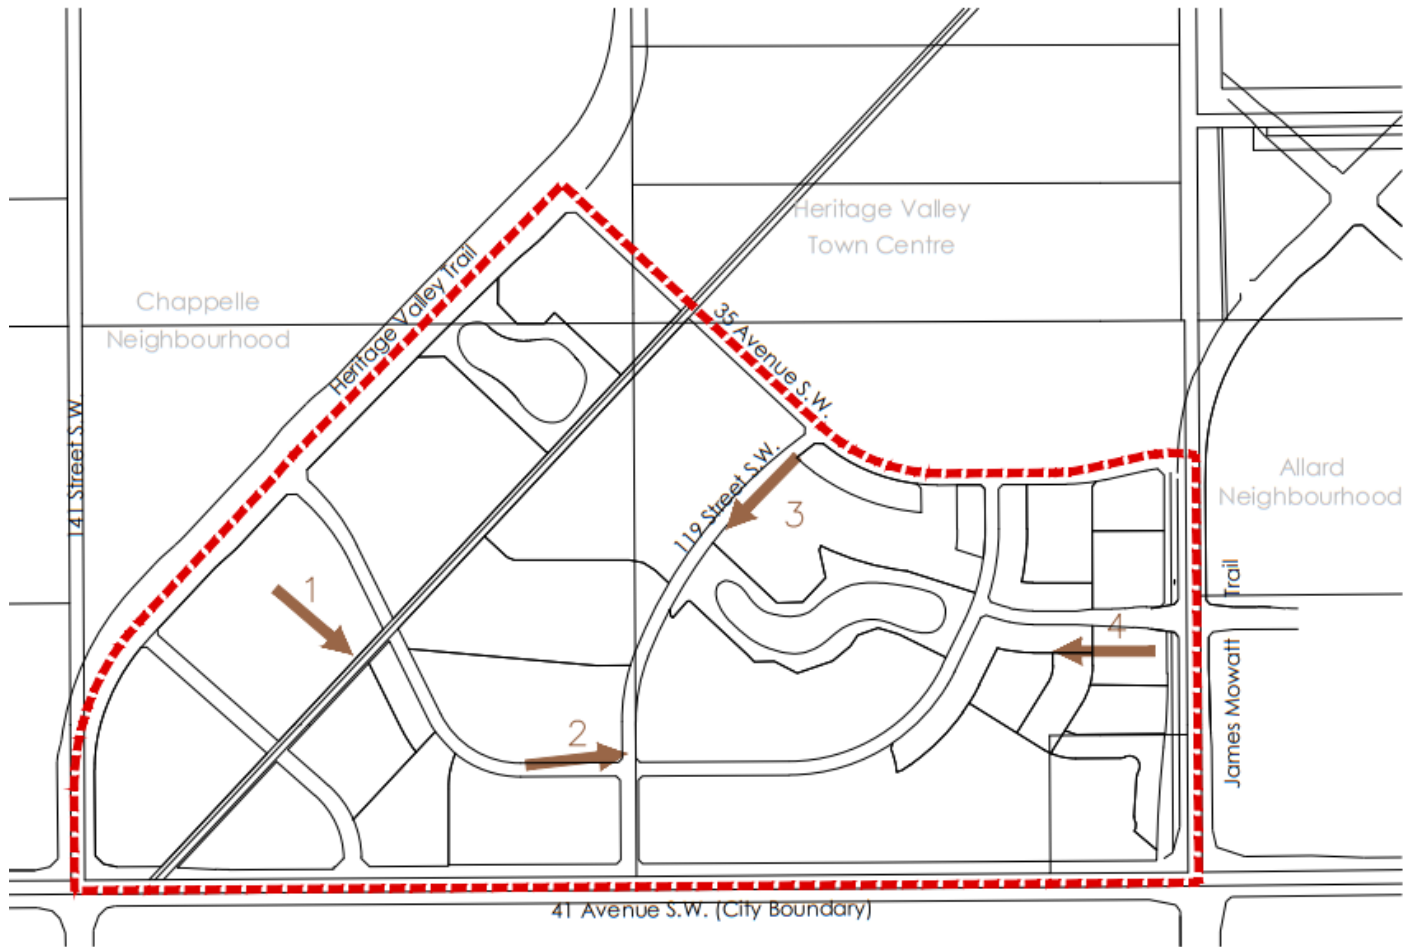 Heritage Valley
Town Centre
Chappelle
Neighbourhood
Heritage Valley Trail
35 Avenue S.W.
141 Street S.W.
119 Street S.W.
Allard
Neighbourhood
1
2
3
4
James Mowatt Trail
41 Avenue S.W. (City Boundary)